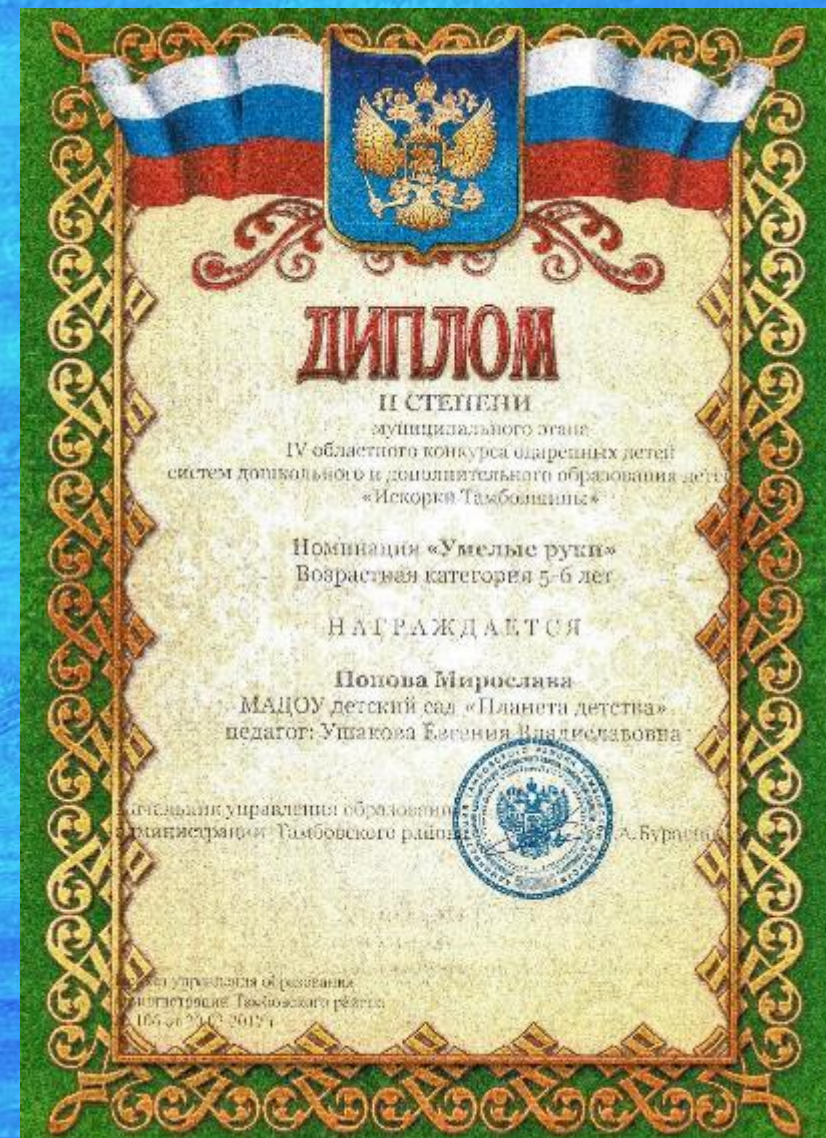 ДИПЛОМ
II СТЕПЕНИ
муниципального этапа
IV областного конкурса одаренных детей
систем дошкольного и дополнительного образования детей
«Искорки Тамбовщины»
Номинация «Умелые руки»
Возрастная категория 5-6 лет
НАГРАЖДАЕТСЯ
Попова Мирослава
МАДОУ детский сад «Планета детства»
педагог: Ушакова Евгения Владиславовна
начальник управления образования
администрации Тамбовского района
управления образования
администрации Тамбовского района